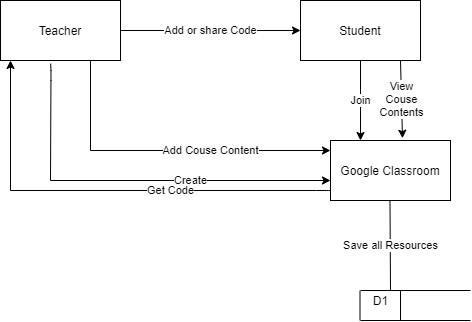 Teacher
Add or share Code
Student
Join
View
Couse
Contents
Add Couse Content
Google Classroom
Create
Get Code
Save all Resources
D1